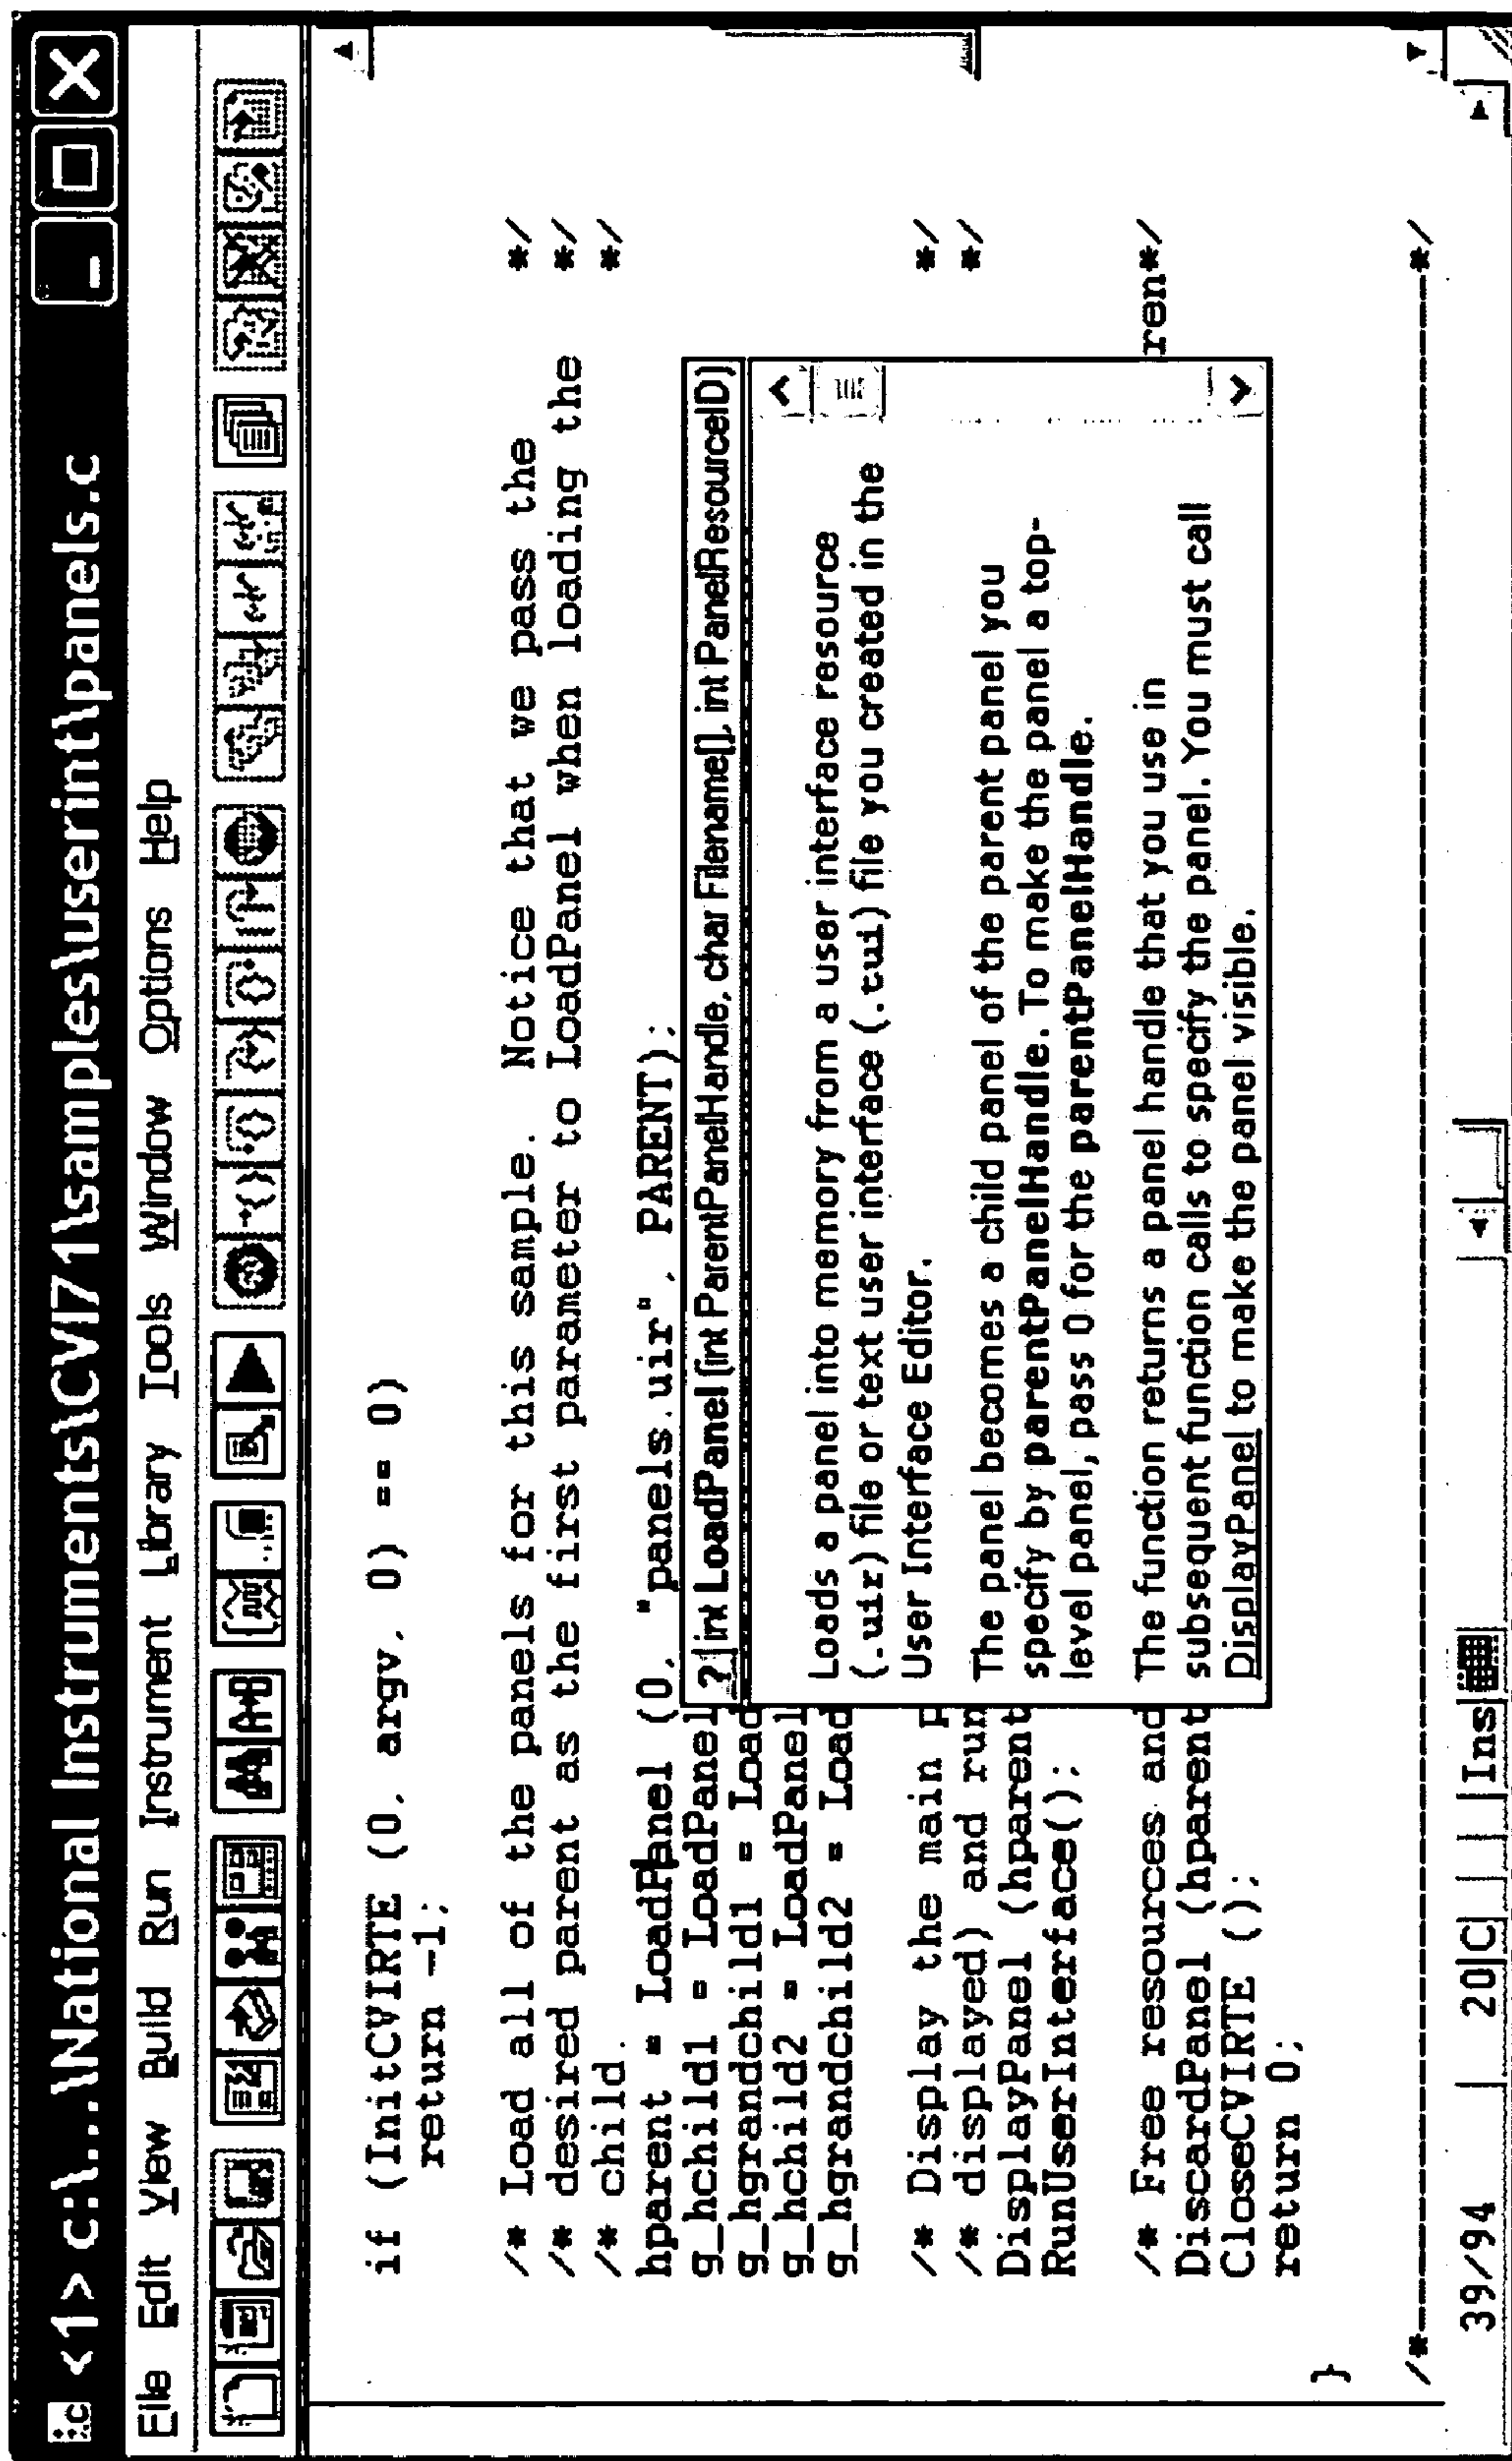 <1> c:\...\National Instruments\CVI71\samples\userint\panels.c
File Edit View Build Run Instrument Library Tools Window Options Help
if (InitCVIRTE (0, argv, 0) == 0)
return -1;
/* Load all of the panels for this sample. Notice that we pass the */
/* desired parent as the first parameter to LoadPanel when loading the */
/* child. */
hparent = LoadPanel (0, "panels.uir", PARENT);
g_hchild1 = LoadPanel
g_hgrandchild1 = Load
g_hchild2 = LoadPanel
g_hgrandchild2 = Load
? int LoadPanel (int ParentPanelHandle, char Filename[], int PanelResourceID)
Loads a panel into memory from a user interface resource
(.uir) file or text user interface (.tui) file you created in the
User Interface Editor.
The panel becomes a child panel of the parent panel you
specify by parentPanelHandle. To make the panel a top-
level panel, pass 0 for the parentPanelHandle.
The function returns a panel handle that you use in
subsequent function calls to specify the panel. You must call
DisplayPanel to make the panel visible.
/* Display the main p */
/* displayed) and run */
DisplayPanel (hparent
RunUserInterface();
/* Free resources and ren*/
DiscardPanel (hparent
CloseCVIRTE ();
return 0;
}
/*---------------------------------------------------------------------------*/
39/94 20 C Ins